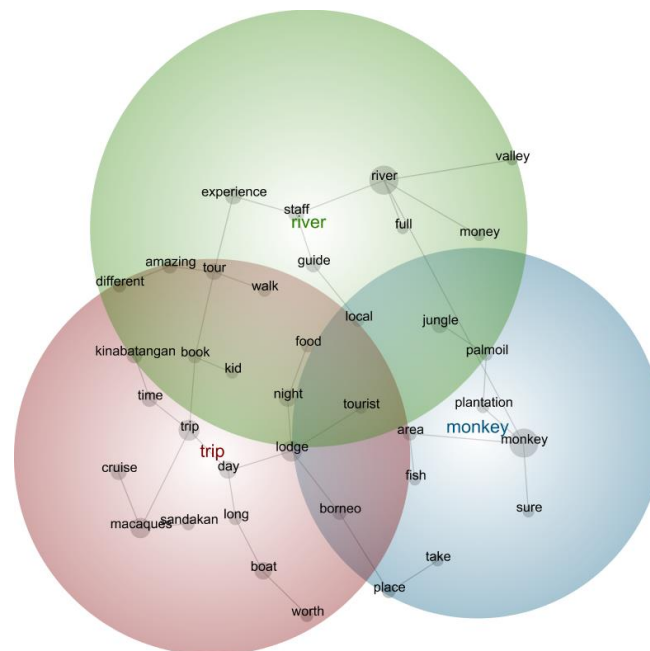 valley
river
experience
staff
river
full
money
guide
amazing
tour
different
walk
local
jungle
food
kinabatangan
book
palmoil
kid
time
night
tourist
plantation
trip
area
monkey
monkey
trip
day
lodge
cruise
fish
macaques
sandakan
long
borneo
sure
take
boat
place
worth